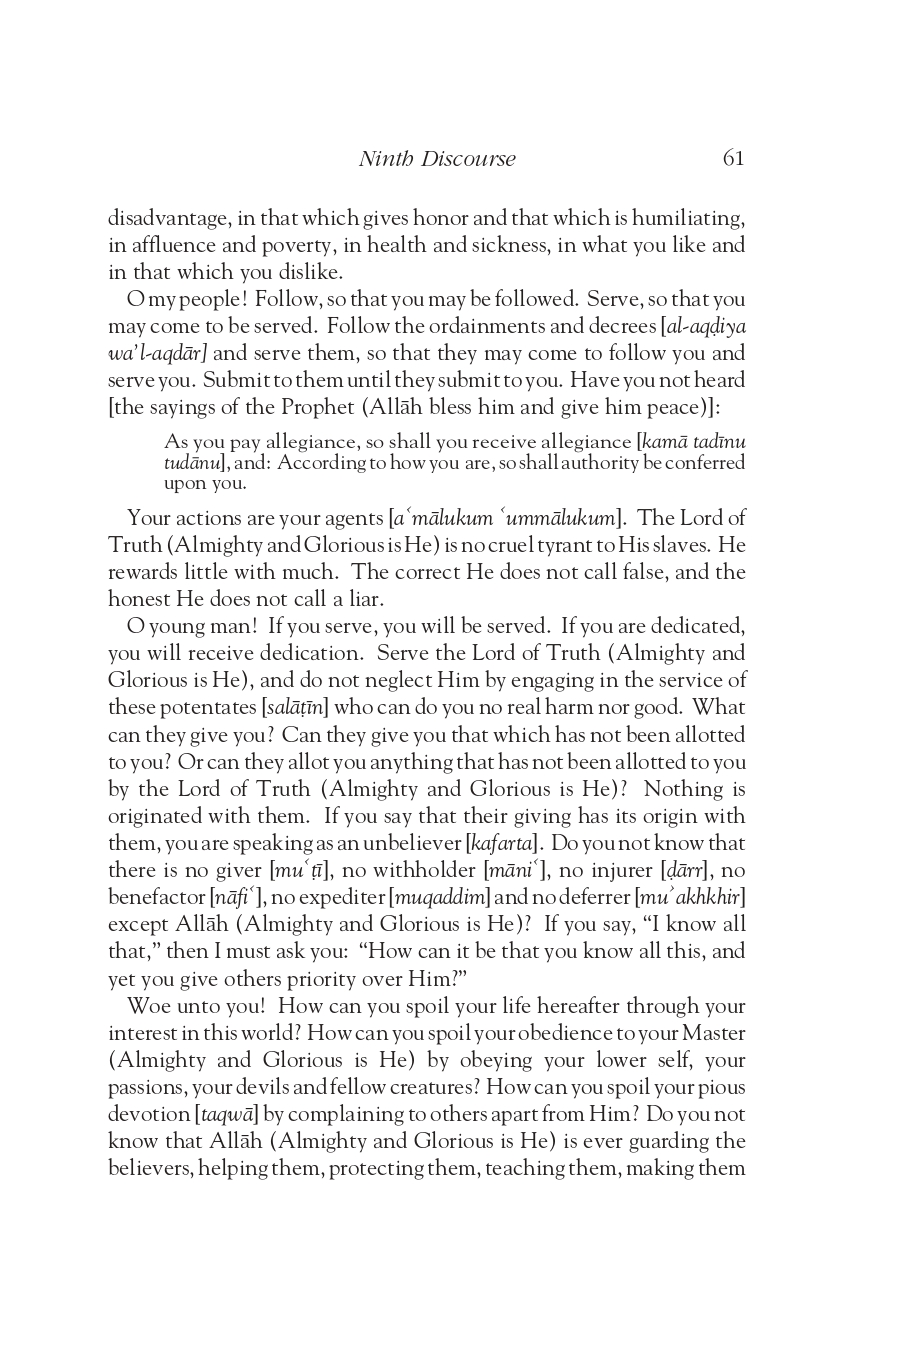 Ninth Discourse 61
disadvantage, in that which gives honor and that which is humiliating,
in affluence and poverty, in health and sickness, in what you like and
in that which you dislike.
O my people! Follow, so that you may be followed. Serve, so that you
may come to be served. Follow the ordainments and decrees [al-aqḍiya
wa’l-aqdār] and serve them, so that they may come to follow you and
serve you. Submit to them until they submit to you. Have you not heard
[the sayings of the Prophet (Allāh bless him and give him peace)]:
As you pay allegiance, so shall you receive allegiance [kamā tadīnu
tudānu], and: According to how you are, so shall authority be conferred
upon you.
Your actions are your agents [aʿmālukum ʿummālukum]. The Lord of
Truth (Almighty and Glorious is He) is no cruel tyrant to His slaves. He
rewards little with much. The correct He does not call false, and the
honest He does not call a liar.
O young man! If you serve, you will be served. If you are dedicated,
you will receive dedication. Serve the Lord of Truth (Almighty and
Glorious is He), and do not neglect Him by engaging in the service of
these potentates [salāṭīn] who can do you no real harm nor good. What
can they give you? Can they give you that which has not been allotted
to you? Or can they allot you anything that has not been allotted to you
by the Lord of Truth (Almighty and Glorious is He)? Nothing is
originated with them. If you say that their giving has its origin with
them, you are speaking as an unbeliever [kafarta]. Do you not know that
there is no giver [muʿṭī], no withholder [māniʿ], no injurer [ḍārr], no
benefactor [nāfiʿ], no expediter [muqaddim] and no deferrer [muʾakhkhir]
except Allāh (Almighty and Glorious is He)? If you say, “I know all
that,” then I must ask you: “How can it be that you know all this, and
yet you give others priority over Him?”
Woe unto you! How can you spoil your life hereafter through your
interest in this world? How can you spoil your obedience to your Master
(Almighty and Glorious is He) by obeying your lower self, your
passions, your devils and fellow creatures? How can you spoil your pious
devotion [taqwā] by complaining to others apart from Him? Do you not
know that Allāh (Almighty and Glorious is He) is ever guarding the
believers, helping them, protecting them, teaching them, making them